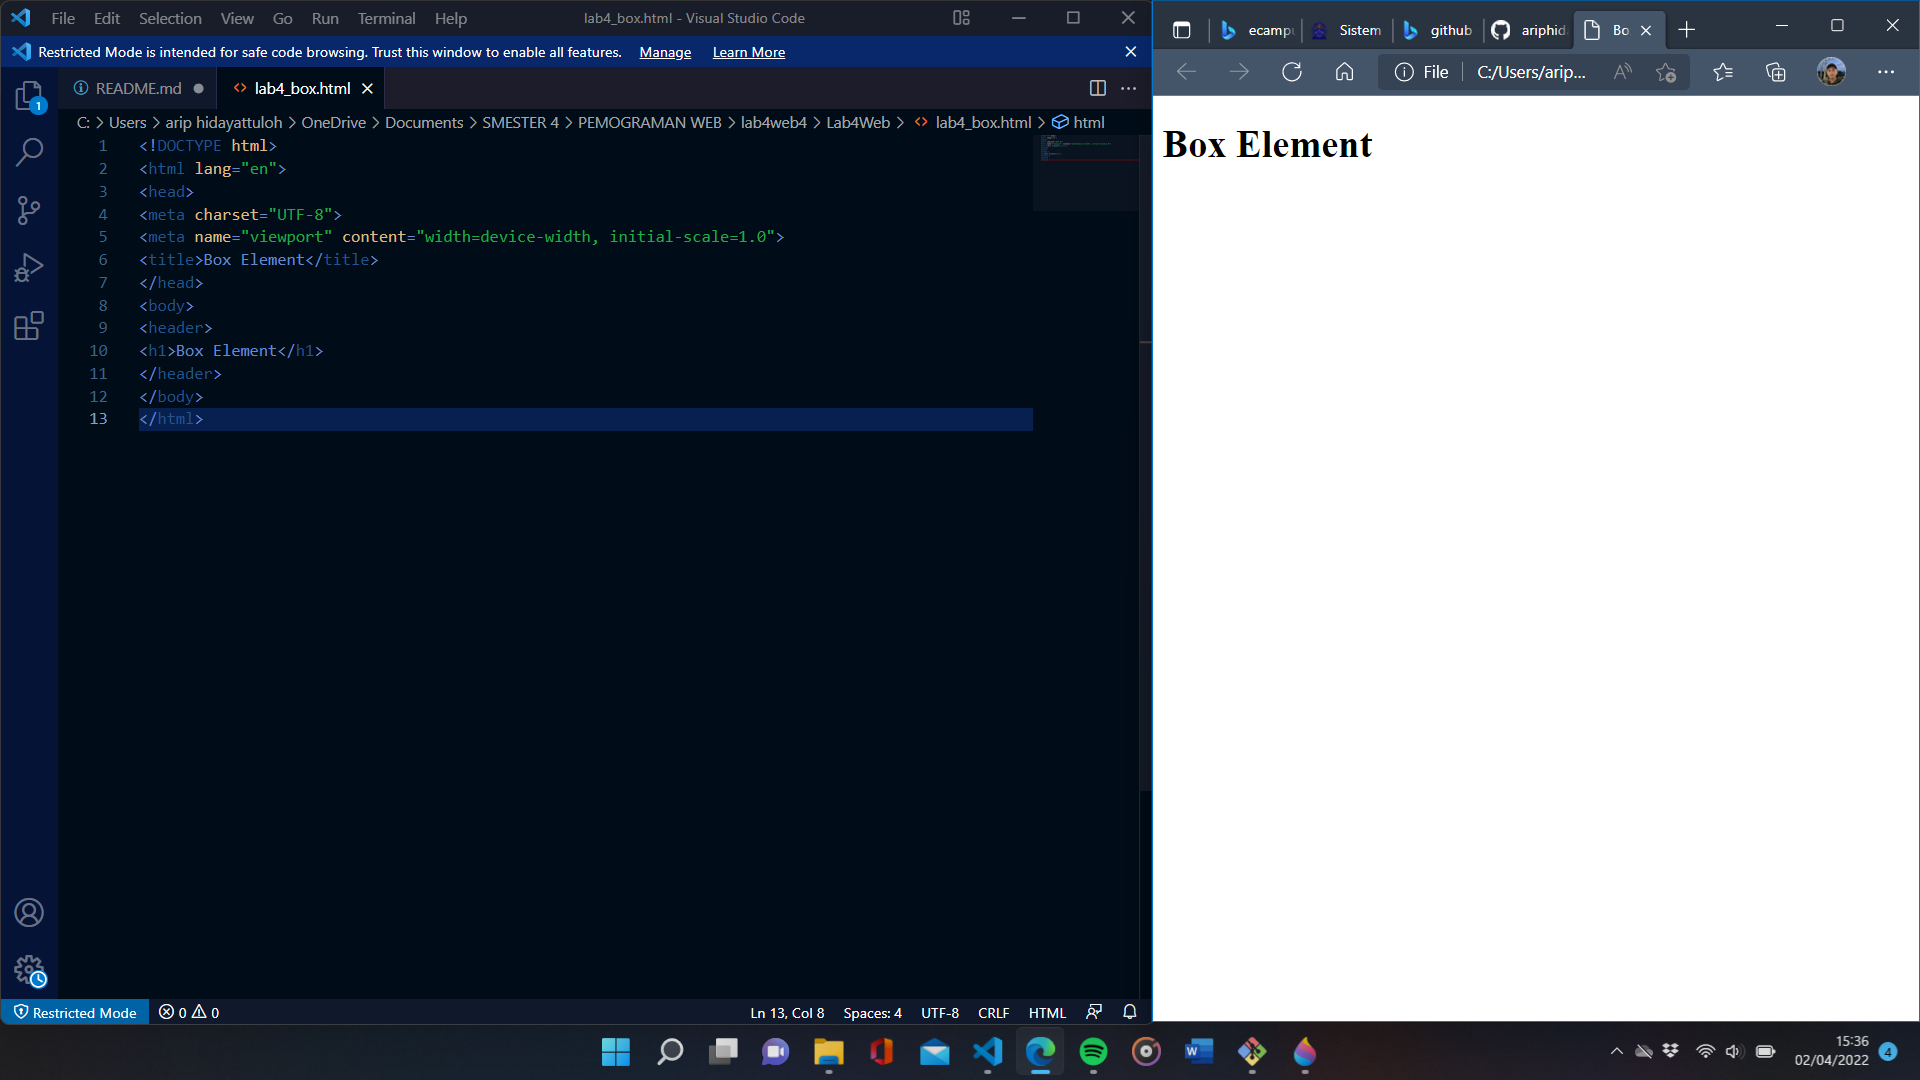 File Edit Selection View Go Run Terminal Help lab4_box.html - Visual Studio Code
Restricted Mode is intended for safe code browsing. Trust this window to enable all features. Manage Learn More
README.md lab4_box.html
C: > Users > arip hidayattuloh > OneDrive > Documents > SMESTER 4 > PEMOGRAMAN WEB > lab4web4 > Lab4Web > lab4_box.html > html
1 <!DOCTYPE html>
2 <html lang="en">
3 <head>
4 <meta charset="UTF-8">
5 <meta name="viewport" content="width=device-width, initial-scale=1.0">
6 <title>Box Element</title>
7 </head>
8 <body>
9 <header>
10 <h1>Box Element</h1>
11 </header>
12 </body>
13 </html>
1
Restricted Mode 0 0 Ln 13, Col 8 Spaces: 4 UTF-8 CRLF HTML
ecampu Sistem github ariphid Bo
File C:/Users/arip...
Box Element
15:36
02/04/2022 4